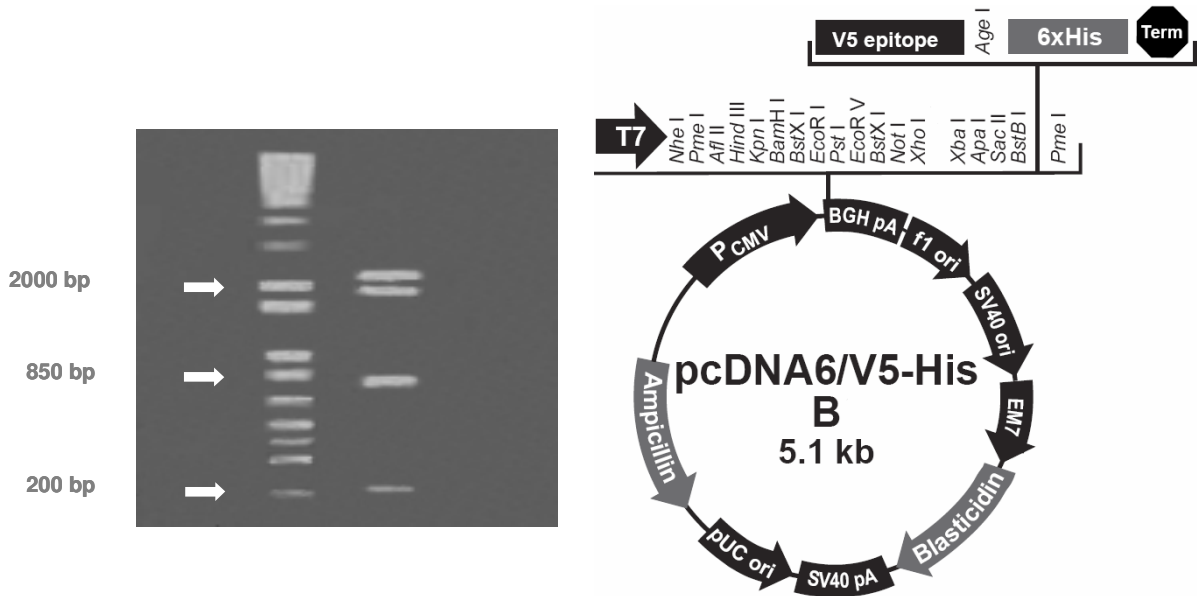 2000 bp
850 bp
200 bp
V5 epitope
Age I
6xHis
Term
T7
Nhe I
Pme I
Afl II
Hind III
Kpn I
BamH I
BstX I
EcoR I
Pst I
EcoR V
BstX I
Not I
Xho I
Xba I
Apa I
Sac II
BstB I
Pme I
P CMV
BGH pA
f1 ori
SV40 ori
EM7
Blasticidin
SV40 pA
pUC ori
Ampicillin
pcDNA6/V5-His
B
5.1 kb